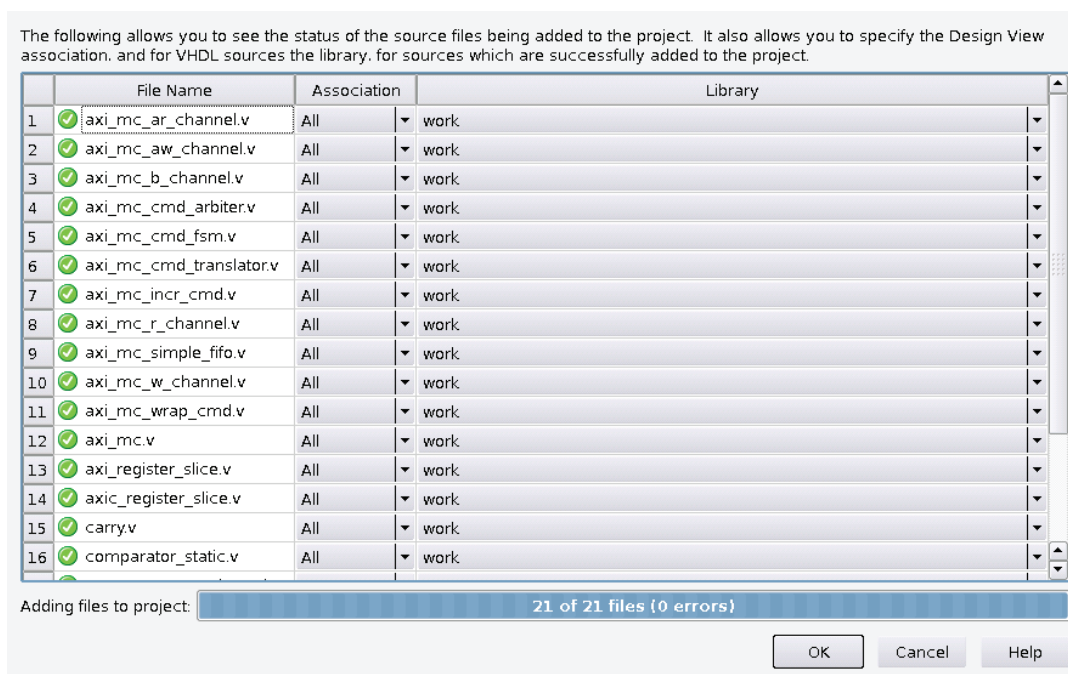 The following allows you to see the status of the source files being added to the project. It also allows you to specify the Design View
association. and for VHDL sources the library. for sources which are successfully added to the project.
File Name Association Library
1 axi_mc_ar_channel.v All work
2 axi_mc_aw_channel.v All work
3 axi_mc_b_channel.v All work
4 axi_mc_cmd_arbiter.v All work
5 axi_mc_cmd_fsm.v All work
6 axi_mc_cmd_translator.v All work
7 axi_mc_incr_cmd.v All work
8 axi_mc_r_channel.v All work
9 axi_mc_simple_fifo.v All work
10 axi_mc_w_channel.v All work
11 axi_mc_wrap_cmd.v All work
12 axi_mc.v All work
13 axi_register_slice.v All work
14 axic_register_slice.v All work
15 carry.v All work
16 comparator_static.v All work
Adding files to project: 21 of 21 files (0 errors)
OK Cancel Help